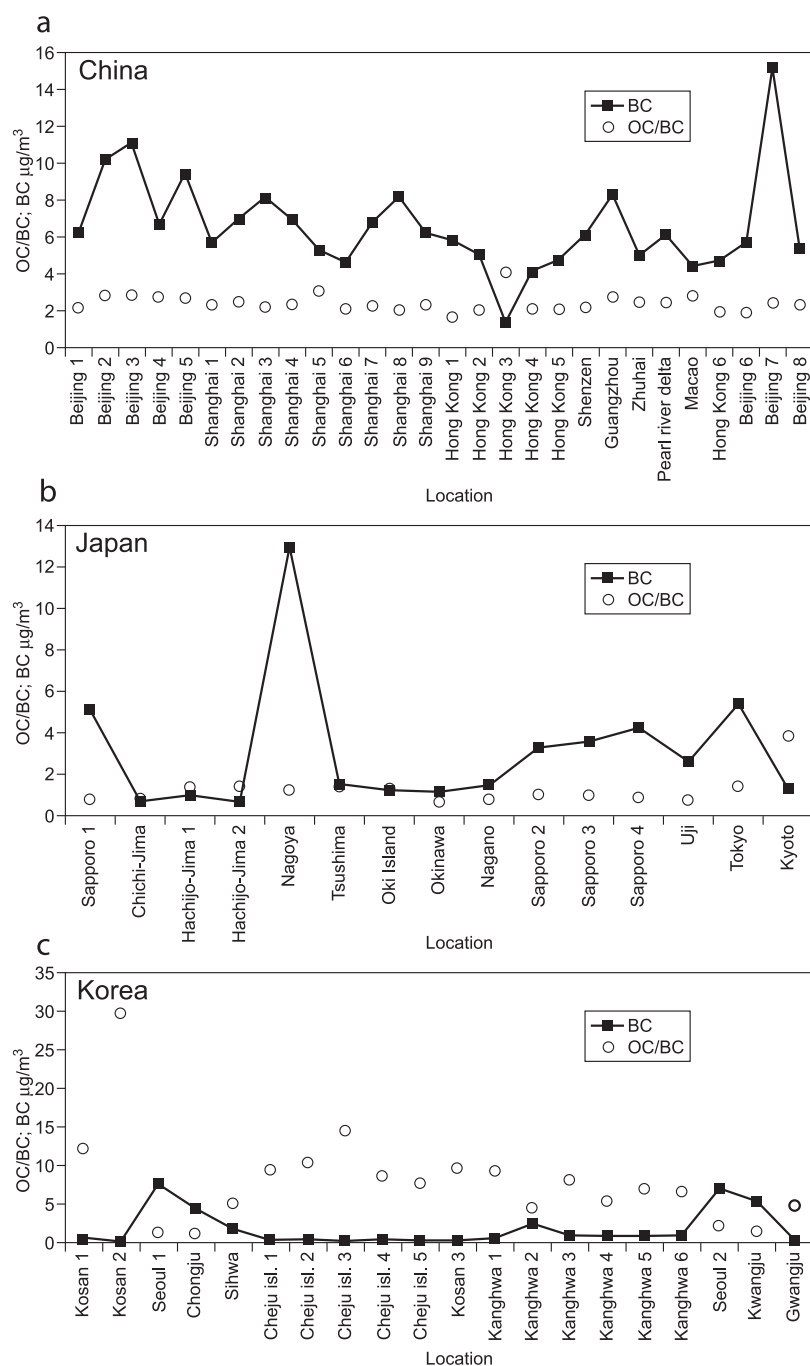 a
China
OC/BC; BC µg/m³
16
14
12
10
8
6
4
2
0
BC
OC/BC
Beijing 1
Beijing 2
Beijing 3
Beijing 4
Beijing 5
Shanghai 1
Shanghai 2
Shanghai 3
Shanghai 4
Shanghai 5
Shanghai 6
Shanghai 7
Shanghai 8
Shanghai 9
Hong Kong 1
Hong Kong 2
Hong Kong 3
Hong Kong 4
Hong Kong 5
Shenzen
Guangzhou
Zhuhai
Pearl river delta
Macao
Hong Kong 6
Beijing 6
Beijing 7
Beijing 8
Location
b
Japan
OC/BC; BC µg/m³
14
12
10
8
6
4
2
0
BC
OC/BC
Sapporo 1
Chichi-Jima
Hachijo-Jima 1
Hachijo-Jima 2
Nagoya
Tsushima
Oki Island
Okinawa
Nagano
Sapporo 2
Sapporo 3
Sapporo 4
Uji
Tokyo
Kyoto
Location
c
Korea
OC/BC; BC µg/m³
35
30
25
20
15
10
5
0
BC
OC/BC
Kosan 1
Kosan 2
Seoul 1
Chongju
Sihwa
Cheju isl. 1
Cheju isl. 2
Cheju isl. 3
Cheju isl. 4
Cheju isl. 5
Kosan 3
Kanghwa 1
Kanghwa 2
Kanghwa 3
Kanghwa 4
Kanghwa 5
Kanghwa 6
Seoul 2
Kwangju
Gwangju
Location